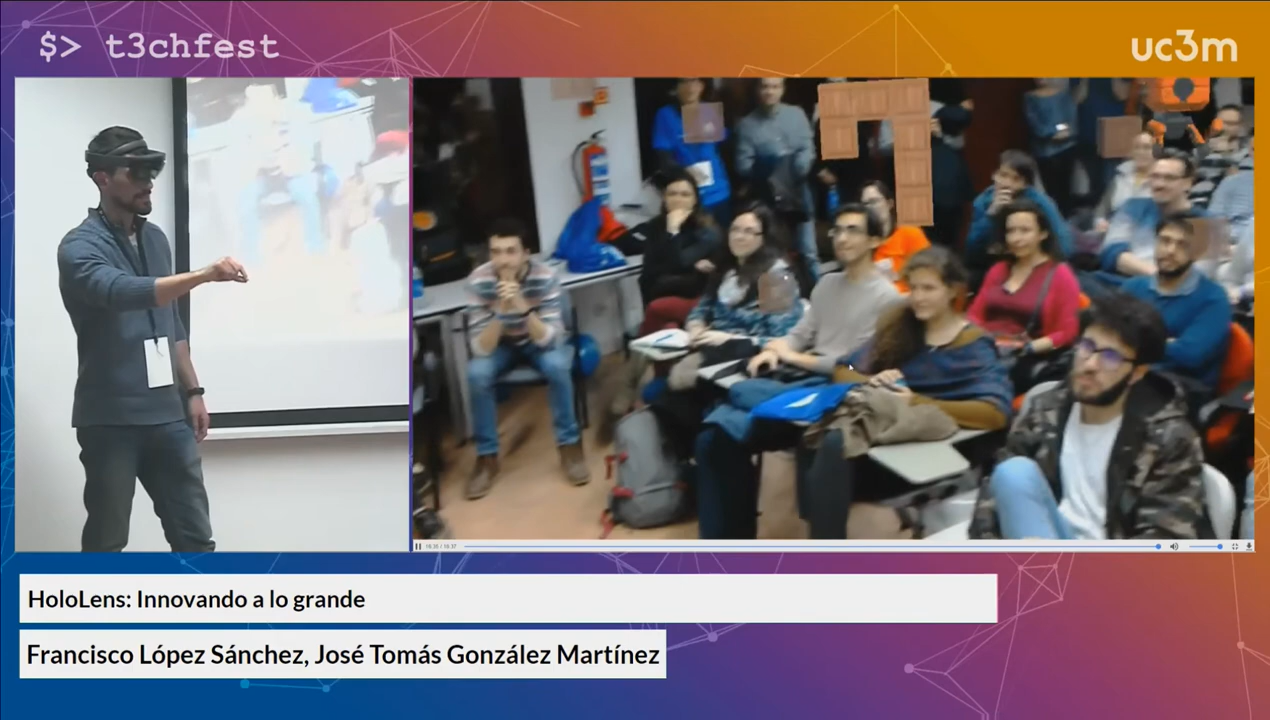 $> t3chfest
uc3m
HoloLens: Innovando a lo grande
Francisco López Sánchez, José Tomás González Martínez